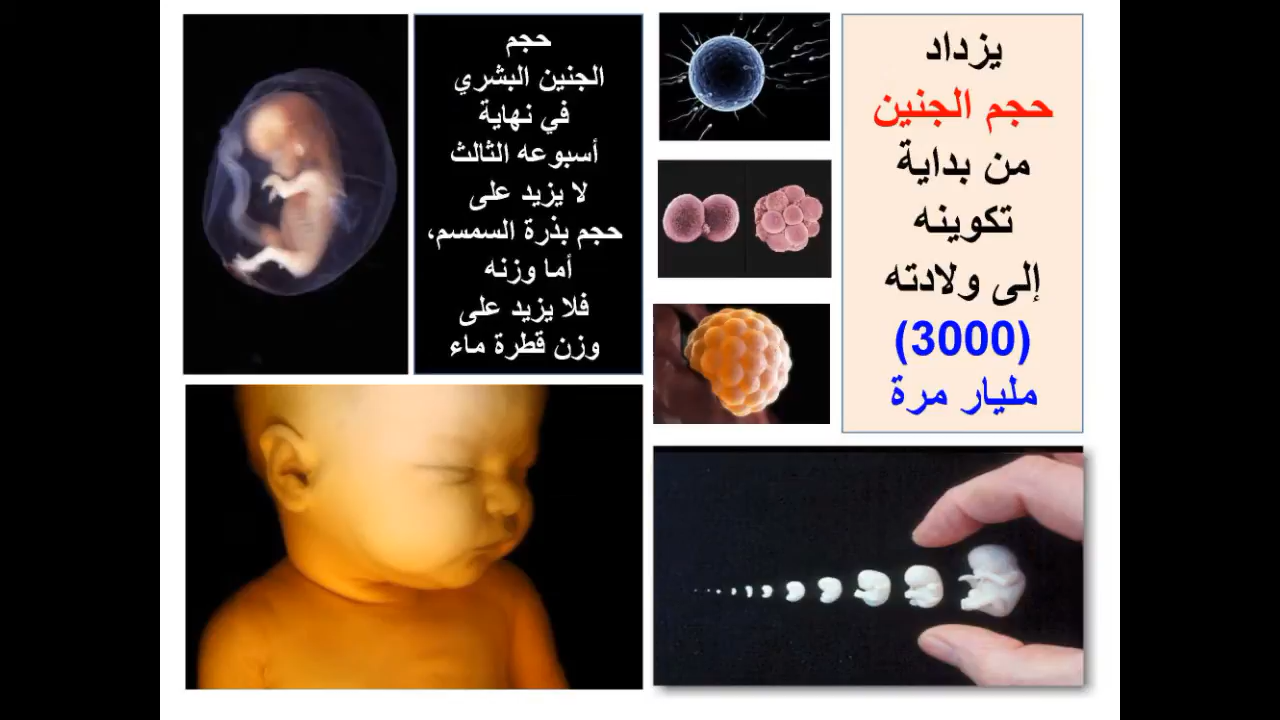 يزداد
حجم الجنين
من بداية
تكوينه
إلى ولادته
(3000)
مليار مرة
حجم
الجنين البشري
في نهاية
أسبوعه الثالث
لا يزيد على
حجم بذرة السمسم،
أما وزنه
فلا يزيد على
وزن قطرة ماء